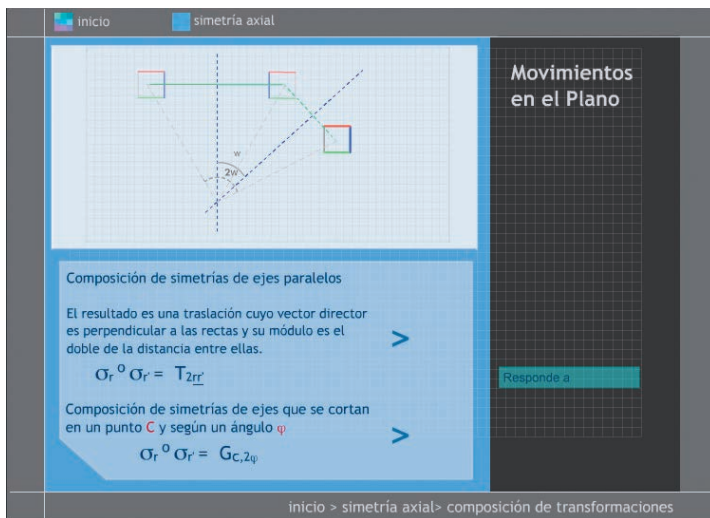 inicio
simetría axial
Movimientos
en el Plano
w
2w
Composición de simetrías de ejes paralelos
El resultado es una traslación cuyo vector director
es perpendicular a las rectas y su módulo es el
doble de la distancia entre ellas.
σr o σr' = T2rr'
>
Responde a
Composición de simetrías de ejes que se cortan
en un punto C y según un ángulo φ
σr o σr' = Gc,2φ
>
inicio > simetría axial> composición de transformaciones